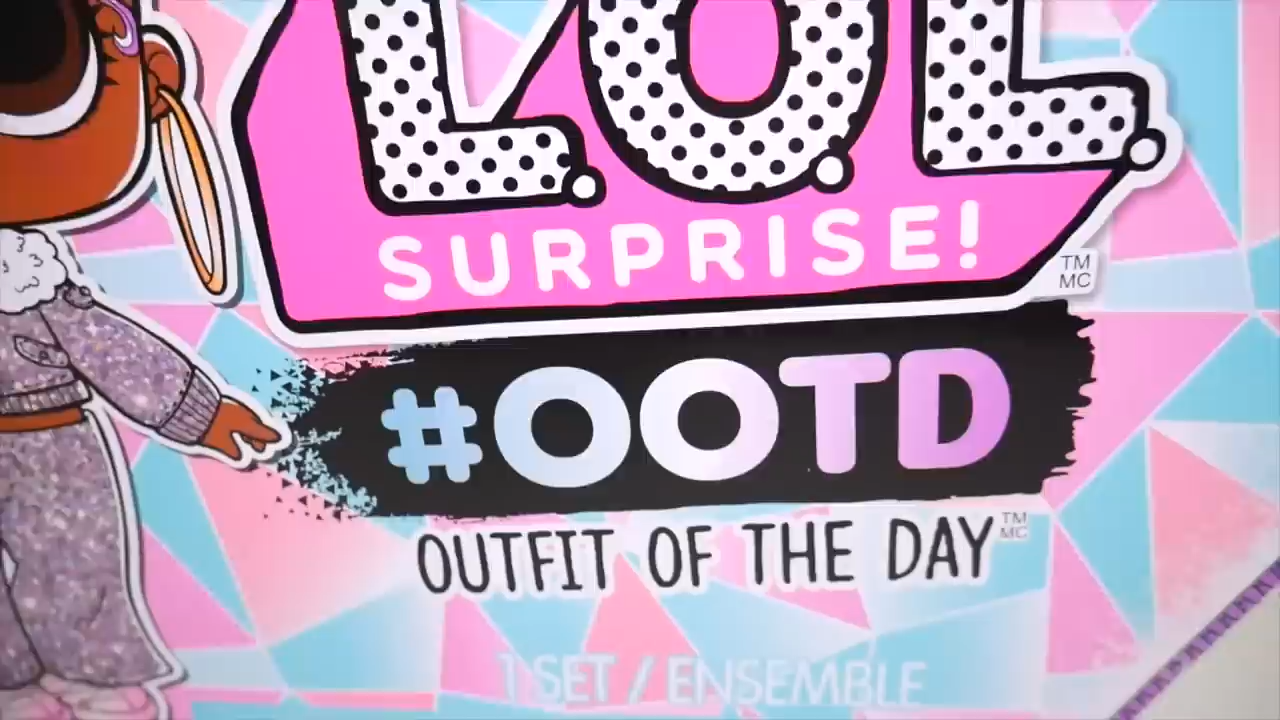 L.O.L.
SURPRISE!
TM
MC
#OOTD
OUTFIT OF THE DAY
TM
MC
1 SET / ENSEMBLE